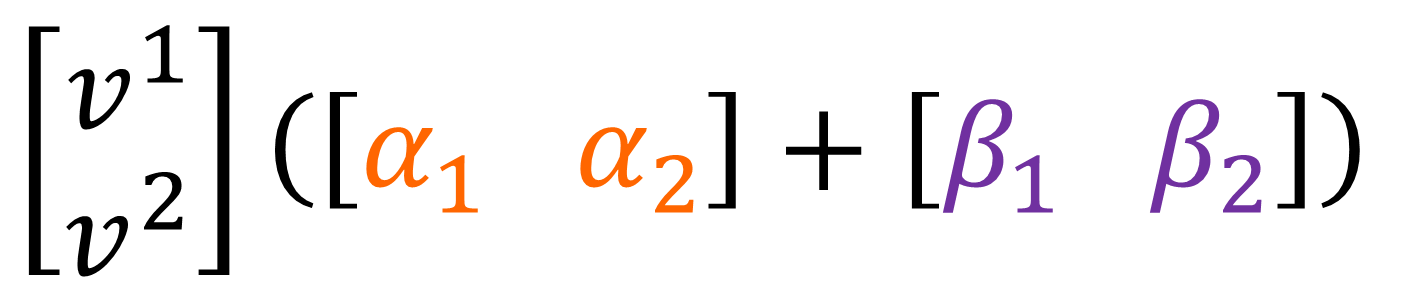 [v¹ v²] ([α₁ α₂] + [β₁ β₂])